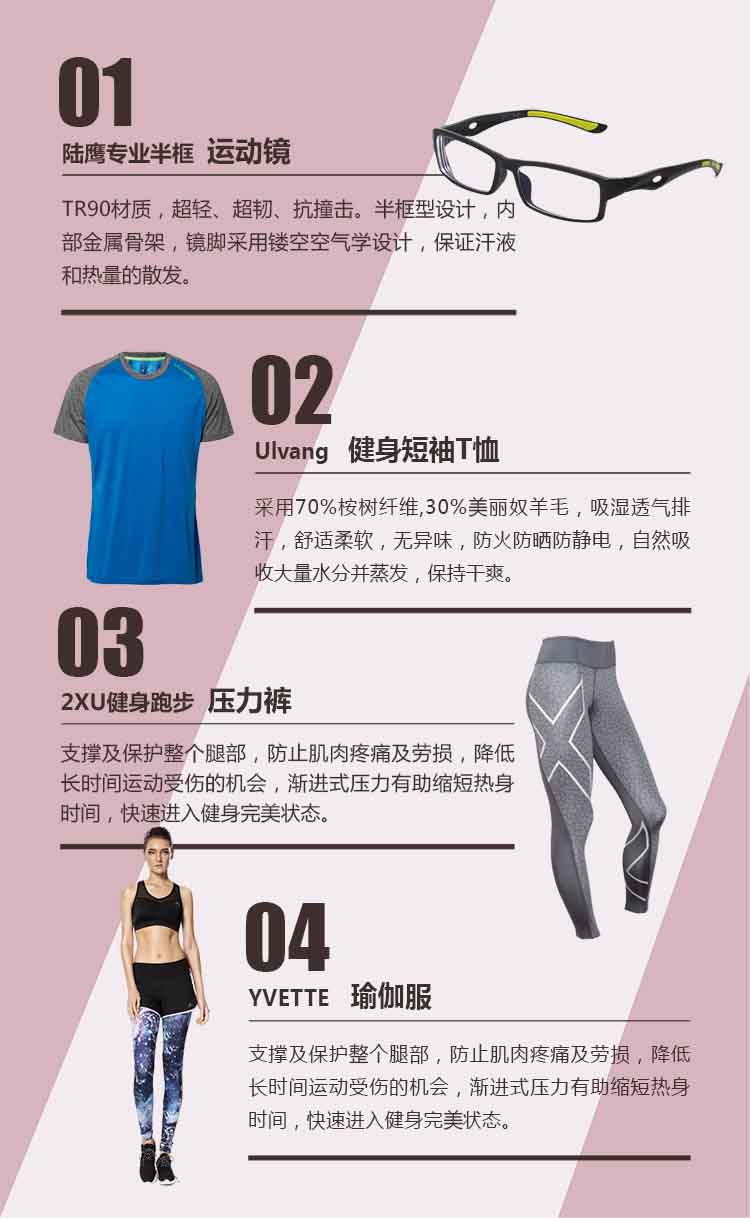 01
陆鹰专业半框 运动镜
TR90材质，超轻、超韧、抗撞击。半框型设计，内
部金属骨架，镜脚采用镂空空气学设计，保证汗液
和热量的散发。
02
Ulvang 健身短袖T恤
采用70%桉树纤维,30%美丽奴羊毛，吸湿透气排
汗，舒适柔软，无异味，防火防晒防静电，自然吸
收大量水分并蒸发，保持干爽。
03
2XU健身跑步 压力裤
支撑及保护整个腿部，防止肌肉疼痛及劳损，降低
长时间运动受伤的机会，渐进式压力有助缩短热身
时间，快速进入健身完美状态。
04
YVETTE 瑜伽服
支撑及保护整个腿部，防止肌肉疼痛及劳损，降低
长时间运动受伤的机会，渐进式压力有助缩短热身
时间，快速进入健身完美状态。